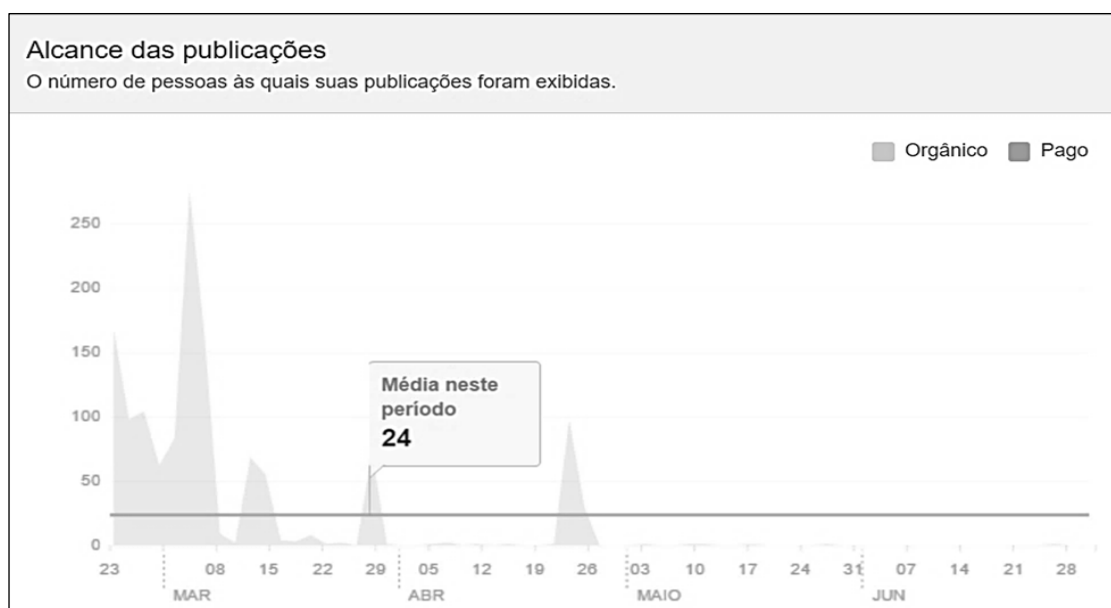 Alcance das publicações
O número de pessoas às quais suas publicações foram exibidas.
Orgânico Pago
250
200
150
100
50
0
Média neste
período
24
23 08 15 22 29 05 12 19 26 03 10 17 24 31 07 14 21 28
MAR ABR MAIO JUN